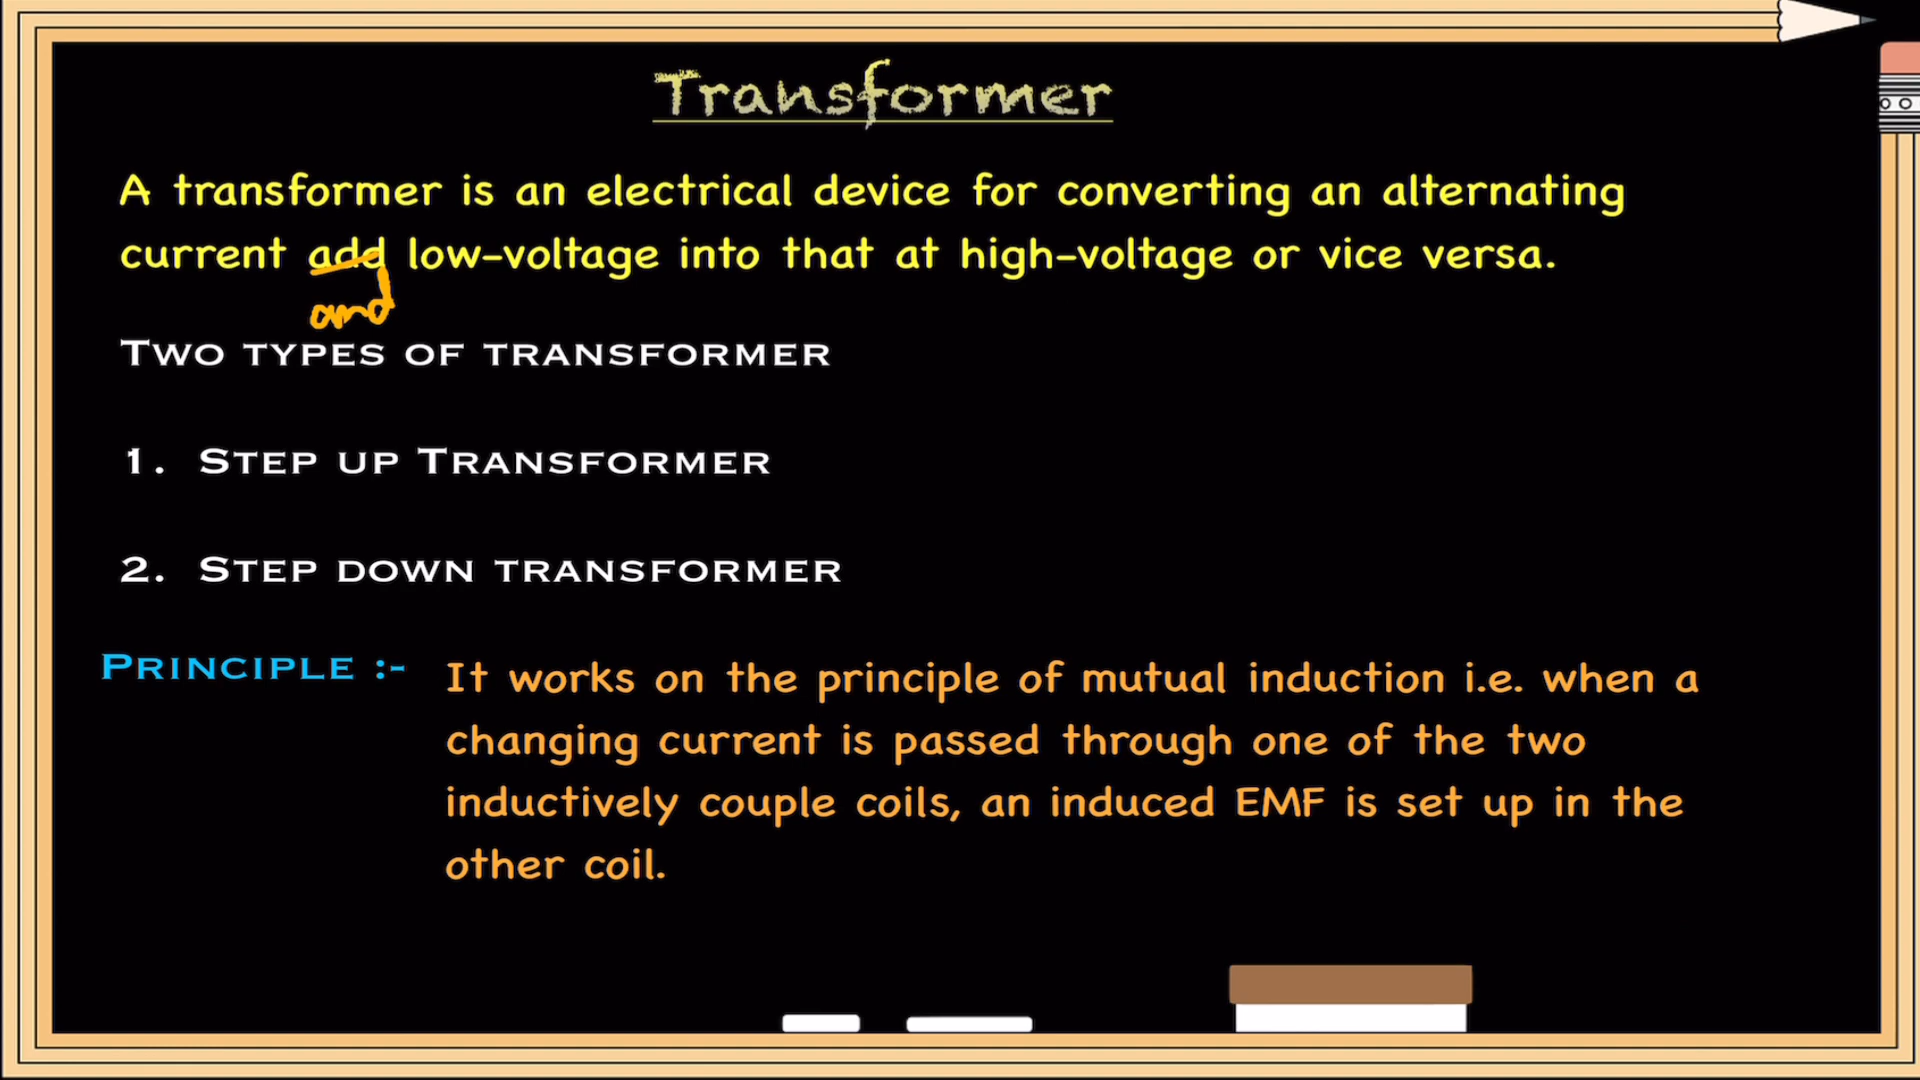 Transformer
A transformer is an electrical device for converting an alternating
current add low-voltage into that at high-voltage or vice versa.
and
Two types of transformer
1. Step up Transformer
2. Step down transformer
Principle :- It works on the principle of mutual induction i.e. when a
changing current is passed through one of the two
inductively couple coils, an induced EMF is set up in the
other coil.